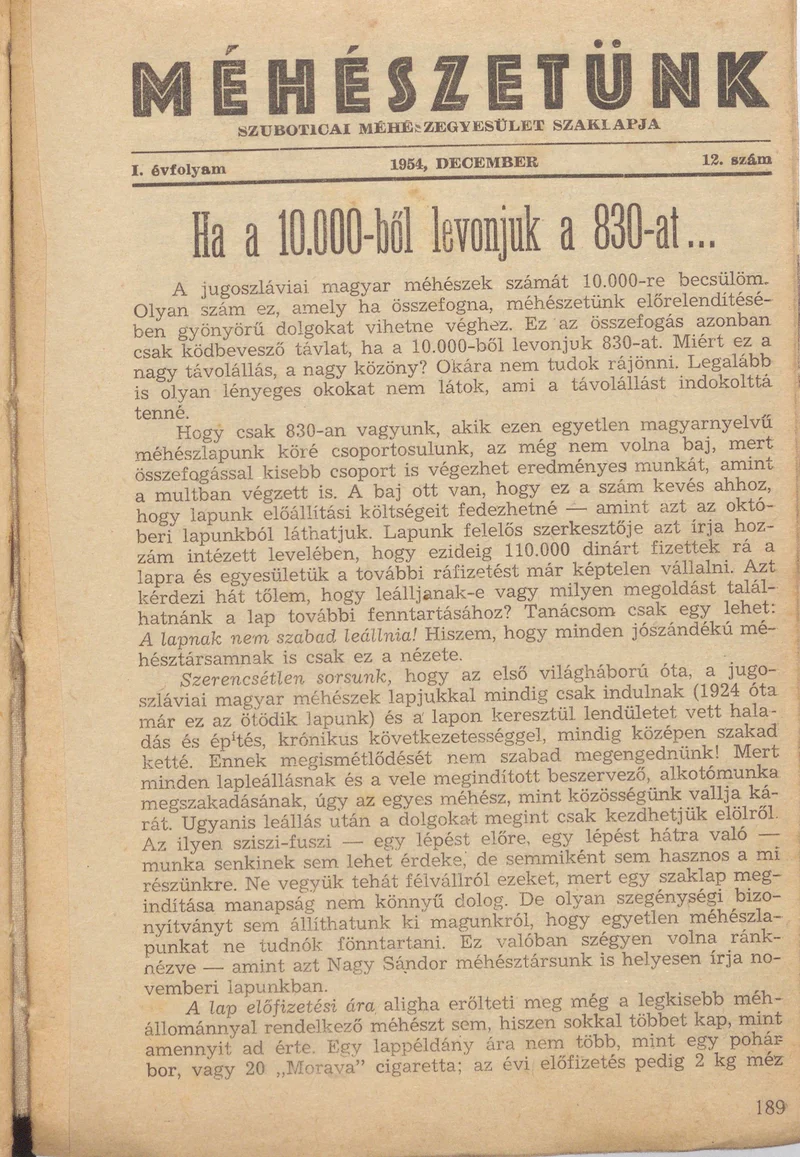 MÉHÉSZETÜNK
SZUBOTICAI MÉHÉSZEGYESÜLET SZAKLAPJA
I. évfolyam 1954, DECEMBER 12. szám
Ha a 10.000-ből levonjuk a 830-at...
A jugoszláviai magyar méhészek számát 10.000-re becsülöm.
Olyan szám ez, amely ha összefogna, méhészetünk előrelendítésé-
ben gyönyörű dolgokat vihetne véghez. Ez az összefogás azonban
csak ködbevesző távlat, ha a 10.000-ből levonjuk 830-at. Miért ez a
nagy távolállás, a nagy közöny? Okára nem tudok rájönni. Legalább
is olyan lényeges okokat nem látok, ami a távolállást indokolttá
tenné.
Hogy csak 830-an vagyunk, akik ezen egyetlen magyarnyelvű
méhészlapunk köré csoportosulunk, az még nem volna baj, mert
összefogással kisebb csoport is végezhet eredményes munkát, amint
a multban végzett is. A baj ott van, hogy ez a szám kevés ahhoz,
hogy lapunk előállítási költségeit fedezhetné — amint azt az októ-
beri lapunkból láthatjuk. Lapunk felelős szerkesztője azt írja hoz-
zám intézett levelében, hogy ezideig 110.000 dinárt fizettek rá a
lapra és egyesületük a további ráfizetést már képtelen vállalni. Azt
kérdezi hát tőlem, hogy leálljanak-e vagy milyen megoldást talál-
hatnánk a lap további fenntartásához? Tanácsom csak egy lehet:
A lapnak nem szabad leállnia! Hiszem, hogy minden jószándékú mé-
hésztársamnak is csak ez a nézete.
Szerencsétlen sorsunk, hogy az első világháború óta, a jugo-
szláviai magyar méhészek lapjukkal mindig csak indulnak (1924 óta
már ez az ötödik lapunk) és a lapon keresztül lendületet vett hala-
dás és építés, krónikus következetességgel, mindig középen szakad
ketté. Ennek megismétlődését nem szabad megengednünk! Mert
minden lapleállásnak és a vele megindított beszervező, alkotómunka
megszakadásának, úgy az egyes méhész, mint közösségünk vallja ká-
rát. Ugyanis leállás után a dolgokat megint csak kezdhetjük elölről.
Az ilyen sziszi-fuszi — egy lépést előre, egy lépést hátra való —
munka senkinek sem lehet érdeke, de semmiként sem hasznos a mi
részünkre. Ne vegyük tehát félvállról ezeket, mert egy szaklap meg-
indítása manapság nem könnyű dolog. De olyan szegénységi bizo-
nyítványt sem állíthatunk ki magunkról, hogy egyetlen méhészla-
punkat ne tudnók fönntartani. Ez valóban szégyen volna ránk-
nézve — amint azt Nagy Sándor méhésztársunk is helyesen írja no-
vemberi lapunkban.
A lap előfizetési ára aligha erőlteti meg még a legkisebb méh-
állománnyal rendelkező méhészt sem, hiszen sokkal többet kap, mint
amennyit ad érte. Egy lappéldány ára nem több, mint egy pohár
bor, vagy 20 „Morava” cigaretta; az évi előfizetés pedig 2 kg méz
189